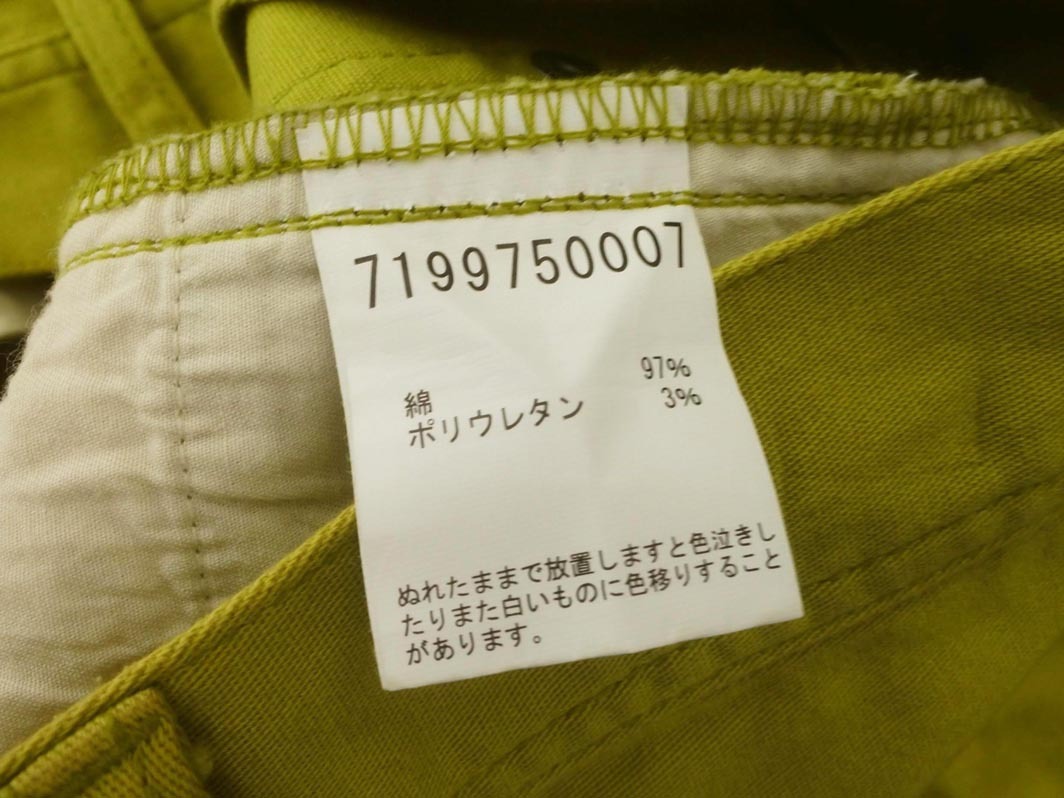 7199750007
綿 97%
ポリウレタン 3%
ぬれたままで放置しますと色泣きし
たりまた白いものに色移りすること
があります。